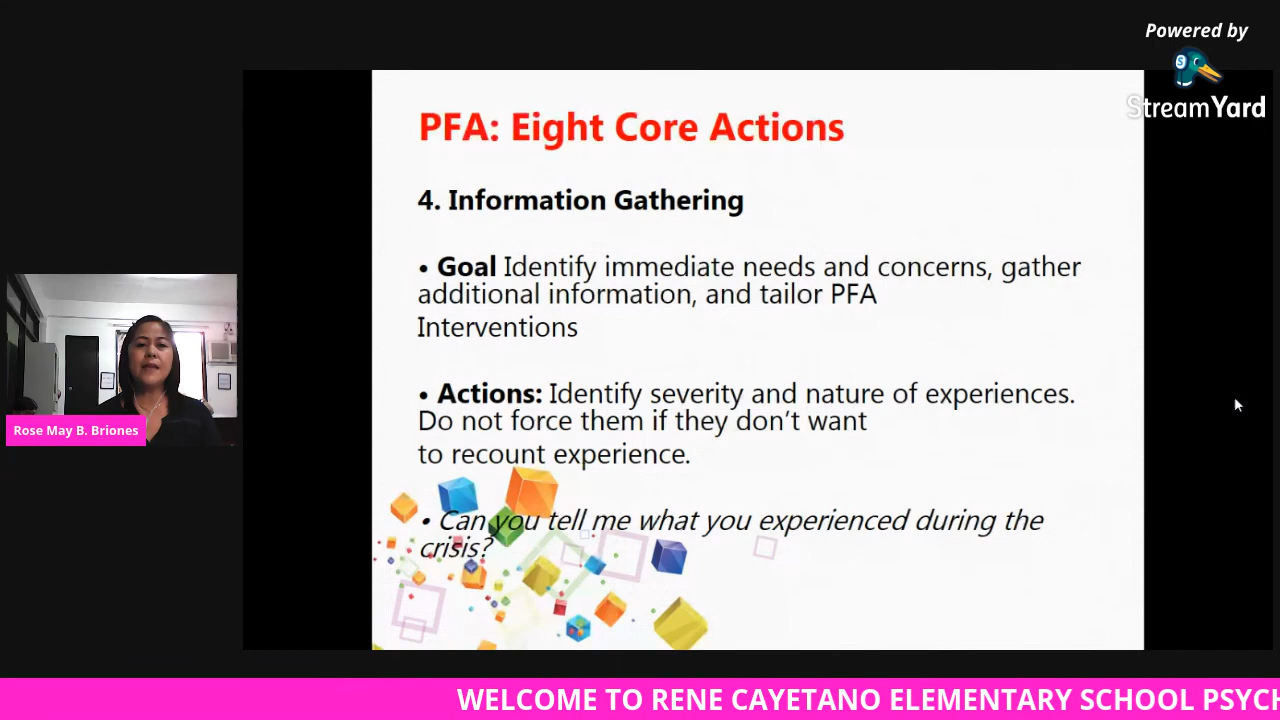 Powered by
StreamYard
PFA: Eight Core Actions
4. Information Gathering
• Goal Identify immediate needs and concerns, gather
additional information, and tailor PFA
Interventions
• Actions: Identify severity and nature of experiences.
Do not force them if they don’t want
to recount experience.
• Can you tell me what you experienced during the
crisis?
Rose May B. Briones
WELCOME TO RENE CAYETANO ELEMENTARY SCHOOL PSYCH